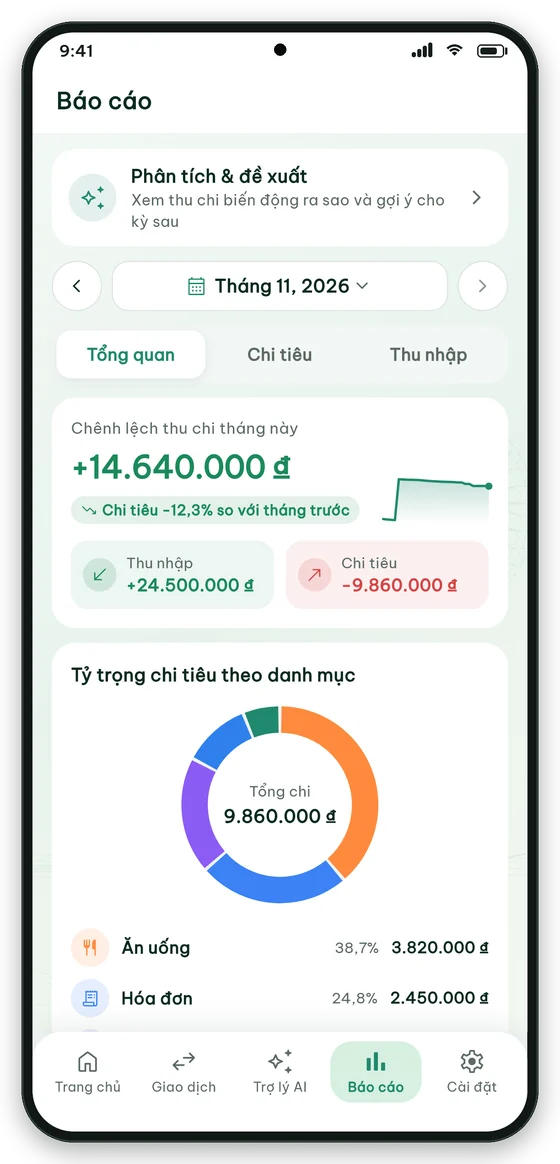 9:41
Báo cáo
Phân tích & đề xuất
Xem thu chi biến động ra sao và gợi ý cho
kỳ sau
Tháng 11, 2026
Tổng quan
Chi tiêu
Thu nhập
Chênh lệch thu chi tháng này
+14.640.000 ₫
Chi tiêu -12,3% so với tháng trước
Thu nhập
+24.500.000 ₫
Chi tiêu
-9.860.000 ₫
Tỷ trọng chi tiêu theo danh mục
Tổng chi
9.860.000 ₫
Ăn uống 38,7% 3.820.000 ₫
Hóa đơn 24,8% 2.450.000 ₫
Trang chủ
Giao dịch
Trợ lý AI
Báo cáo
Cài đặt